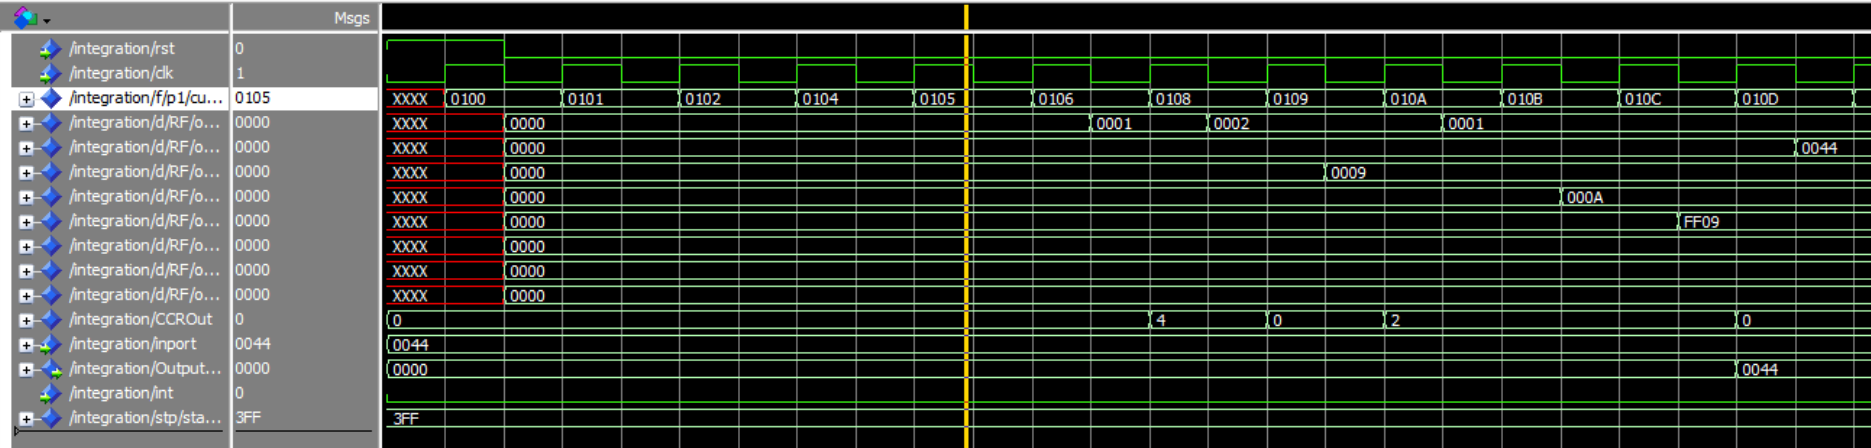 Msgs
/integration/rst 0
/integration/clk 1
/integration/f/p1/cu... 0105 XXXX 0100 0101 0102 0104 0105 0106 0108 0109 010A 010B 010C 010D
/integration/d/RF/o... 0000 XXXX 0000 0001 0002 0001
/integration/d/RF/o... 0000 XXXX 0000 0044
/integration/d/RF/o... 0000 XXXX 0000 0009
/integration/d/RF/o... 0000 XXXX 0000 000A
/integration/d/RF/o... 0000 XXXX 0000 FF09
/integration/d/RF/o... 0000 XXXX 0000
/integration/d/RF/o... 0000 XXXX 0000
/integration/d/RF/o... 0000 XXXX 0000
/integration/CCROut 0 0 4 0 2 0
/integration/inport 0044 0044
/integration/Output... 0000 0000 0044
/integration/int 0
/integration/stp/sta... 3FF 3FF